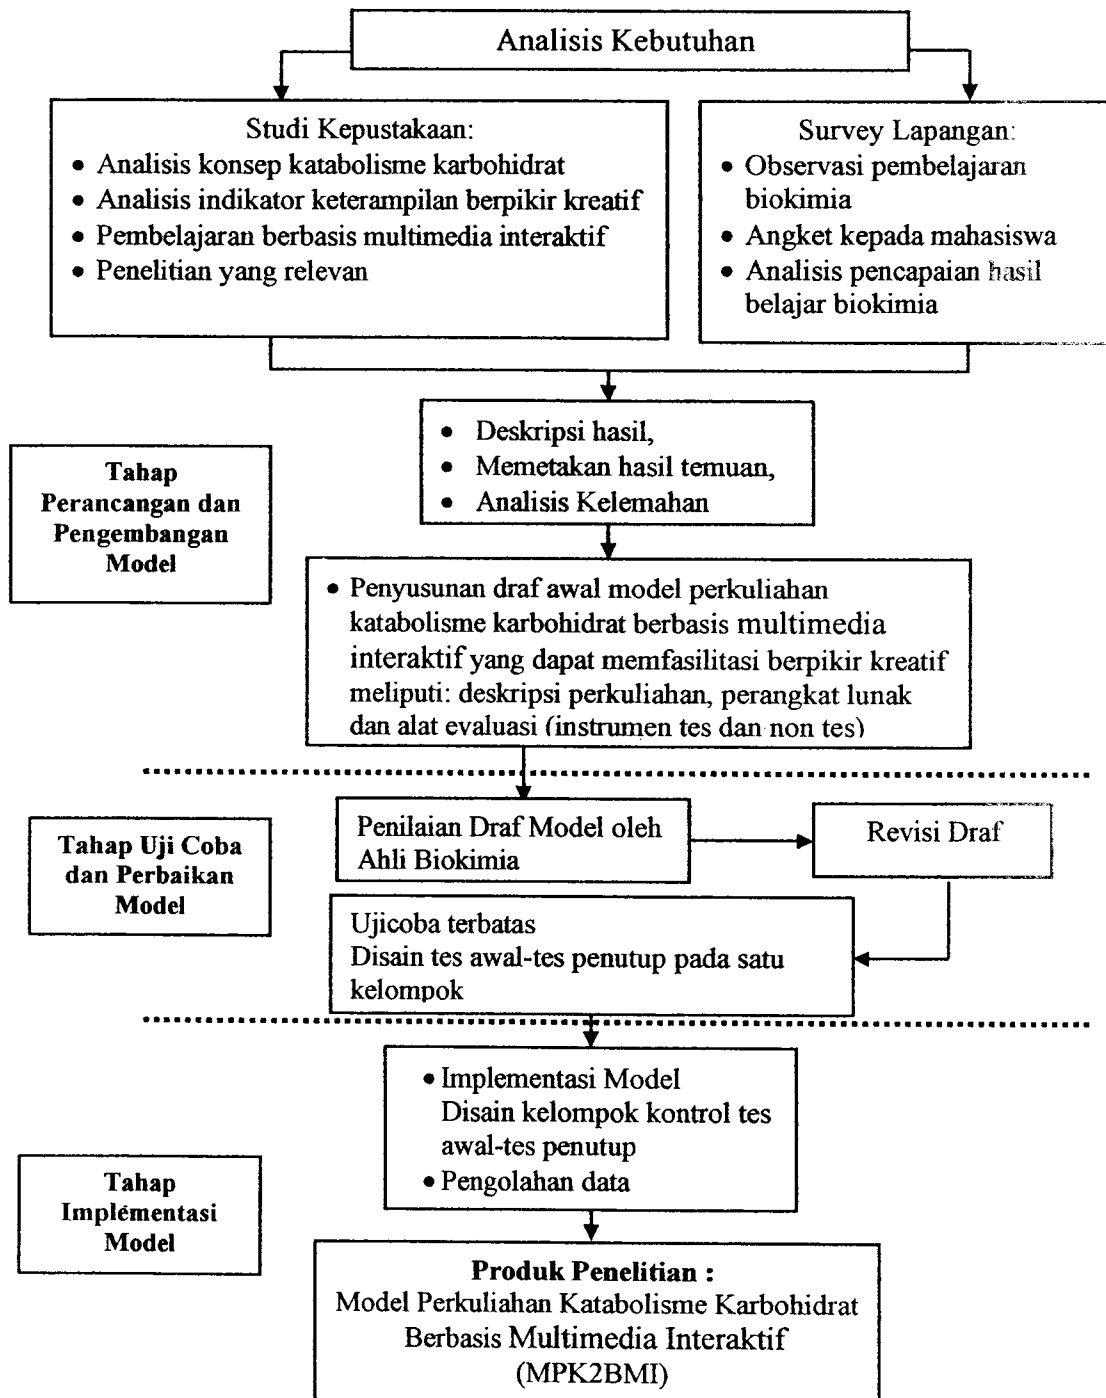 Analisis Kebutuhan
Studi Kepustakaan:
• Analisis konsep katabolisme karbohidrat
• Analisis indikator keterampilan berpikir kreatif
• Pembelajaran berbasis multimedia interaktif
• Penelitian yang relevan
Survey Lapangan:
• Observasi pembelajaran
biokimia
• Angket kepada mahasiswa
• Analisis pencapaian hasil
belajar biokimia
• Deskripsi hasil,
• Memetakan hasil temuan,
• Analisis Kelemahan
Tahap
Perancangan dan
Pengembangan
Model
• Penyusunan draf awal model perkuliahan
katabolisme karbohidrat berbasis multimedia
interaktif yang dapat memfasilitasi berpikir kreatif
meliputi: deskripsi perkuliahan, perangkat lunak
dan alat evaluasi (instrumen tes dan non tes)
Tahap Uji Coba
dan Perbaikan
Model
Penilaian Draf Model oleh
Ahli Biokimia
Revisi Draf
Ujicoba terbatas
Disain tes awal-tes penutup pada satu
kelompok
Tahap
Implementasi
Model
• Implementasi Model
Disain kelompok kontrol tes
awal-tes penutup
• Pengolahan data
Produk Penelitian :
Model Perkuliahan Katabolisme Karbohidrat
Berbasis Multimedia Interaktif
(MPK2BMI)